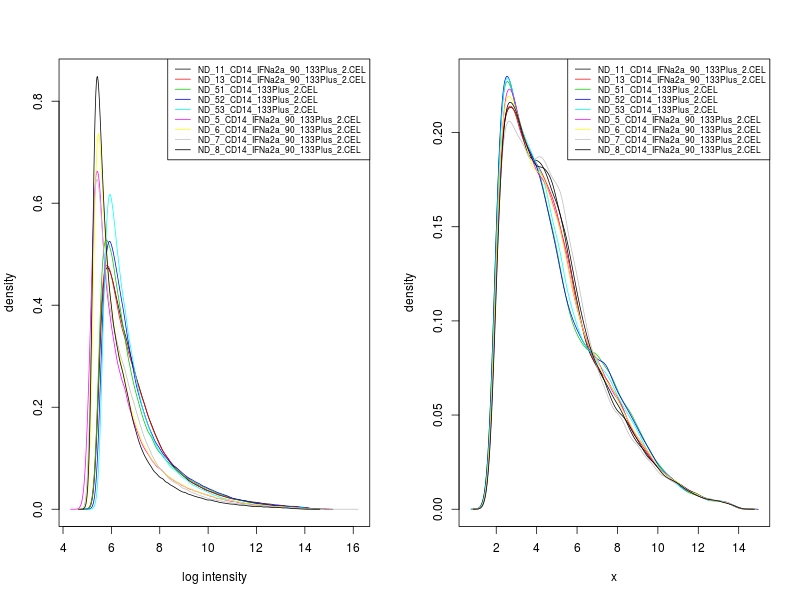 ND_11_CD14_IFNa2a_90_133Plus_2.CEL
ND_13_CD14_IFNa2a_90_133Plus_2.CEL
ND_51_CD14_133Plus_2.CEL
ND_52_CD14_133Plus_2.CEL
ND_53_CD14_133Plus_2.CEL
ND_5_CD14_IFNa2a_90_133Plus_2.CEL
ND_6_CD14_IFNa2a_90_133Plus_2.CEL
ND_7_CD14_IFNa2a_90_133Plus_2.CEL
ND_8_CD14_IFNa2a_90_133Plus_2.CEL
density
0.8
0.6
0.4
0.2
0.0
4 6 8 10 12 14 16
log intensity
ND_11_CD14_IFNa2a_90_133Plus_2.CEL
ND_13_CD14_IFNa2a_90_133Plus_2.CEL
ND_51_CD14_133Plus_2.CEL
ND_52_CD14_133Plus_2.CEL
ND_53_CD14_133Plus_2.CEL
ND_5_CD14_IFNa2a_90_133Plus_2.CEL
ND_6_CD14_IFNa2a_90_133Plus_2.CEL
ND_7_CD14_IFNa2a_90_133Plus_2.CEL
ND_8_CD14_IFNa2a_90_133Plus_2.CEL
density
0.20
0.15
0.10
0.05
0.00
2 4 6 8 10 12 14
x